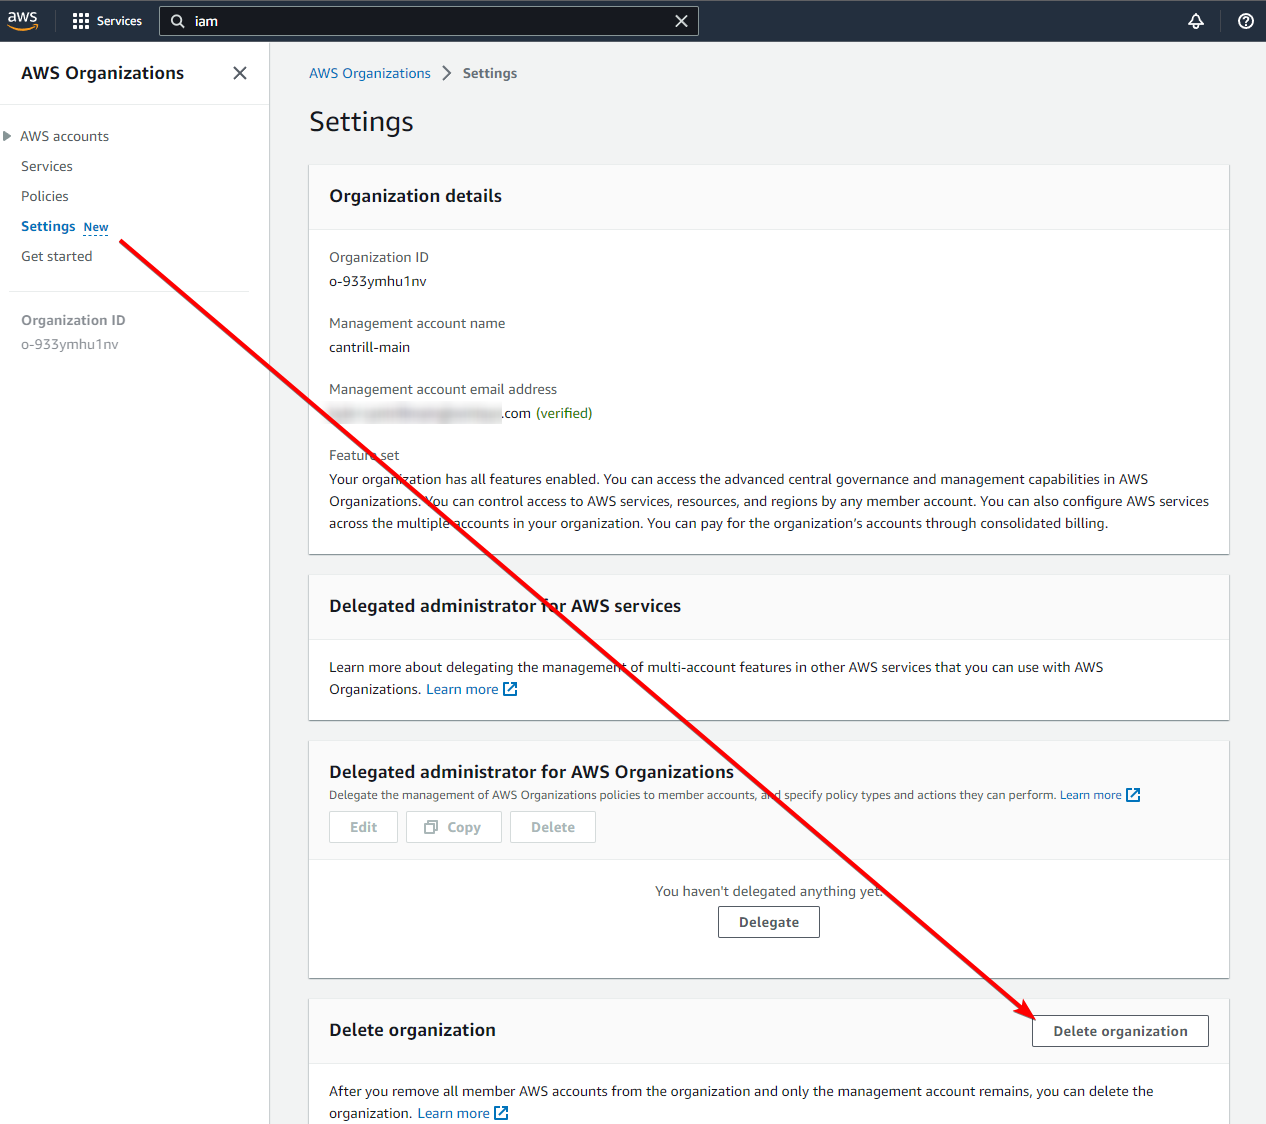 aws
Services
iam
AWS Organizations
AWS accounts
Services
Policies
Settings New
Get started
Organization ID
o-933ymhu1nv
AWS Organizations
Settings
Settings
Organization details
Organization ID
o-933ymhu1nv
Management account name
cantrill-main
Management account email address
.com (verified)
Feature set
Your organization has all features enabled. You can access the advanced central governance and management capabilities in AWS
Organizations. You can control access to AWS services, resources, and regions by any member account. You can also configure AWS services
across the multiple accounts in your organization. You can pay for the organization's accounts through consolidated billing.
Delegated administrator for AWS services
Learn more about delegating the management of multi-account features in other AWS services that you can use with AWS
Organizations. Learn more
Delegated administrator for AWS Organizations
Delegate the management of AWS Organizations policies to member accounts, and specify policy types and actions they can perform. Learn more
Edit
Copy
Delete
You haven't delegated anything yet.
Delegate
Delete organization
Delete organization
After you remove all member AWS accounts from the organization and only the management account remains, you can delete the
organization. Learn more